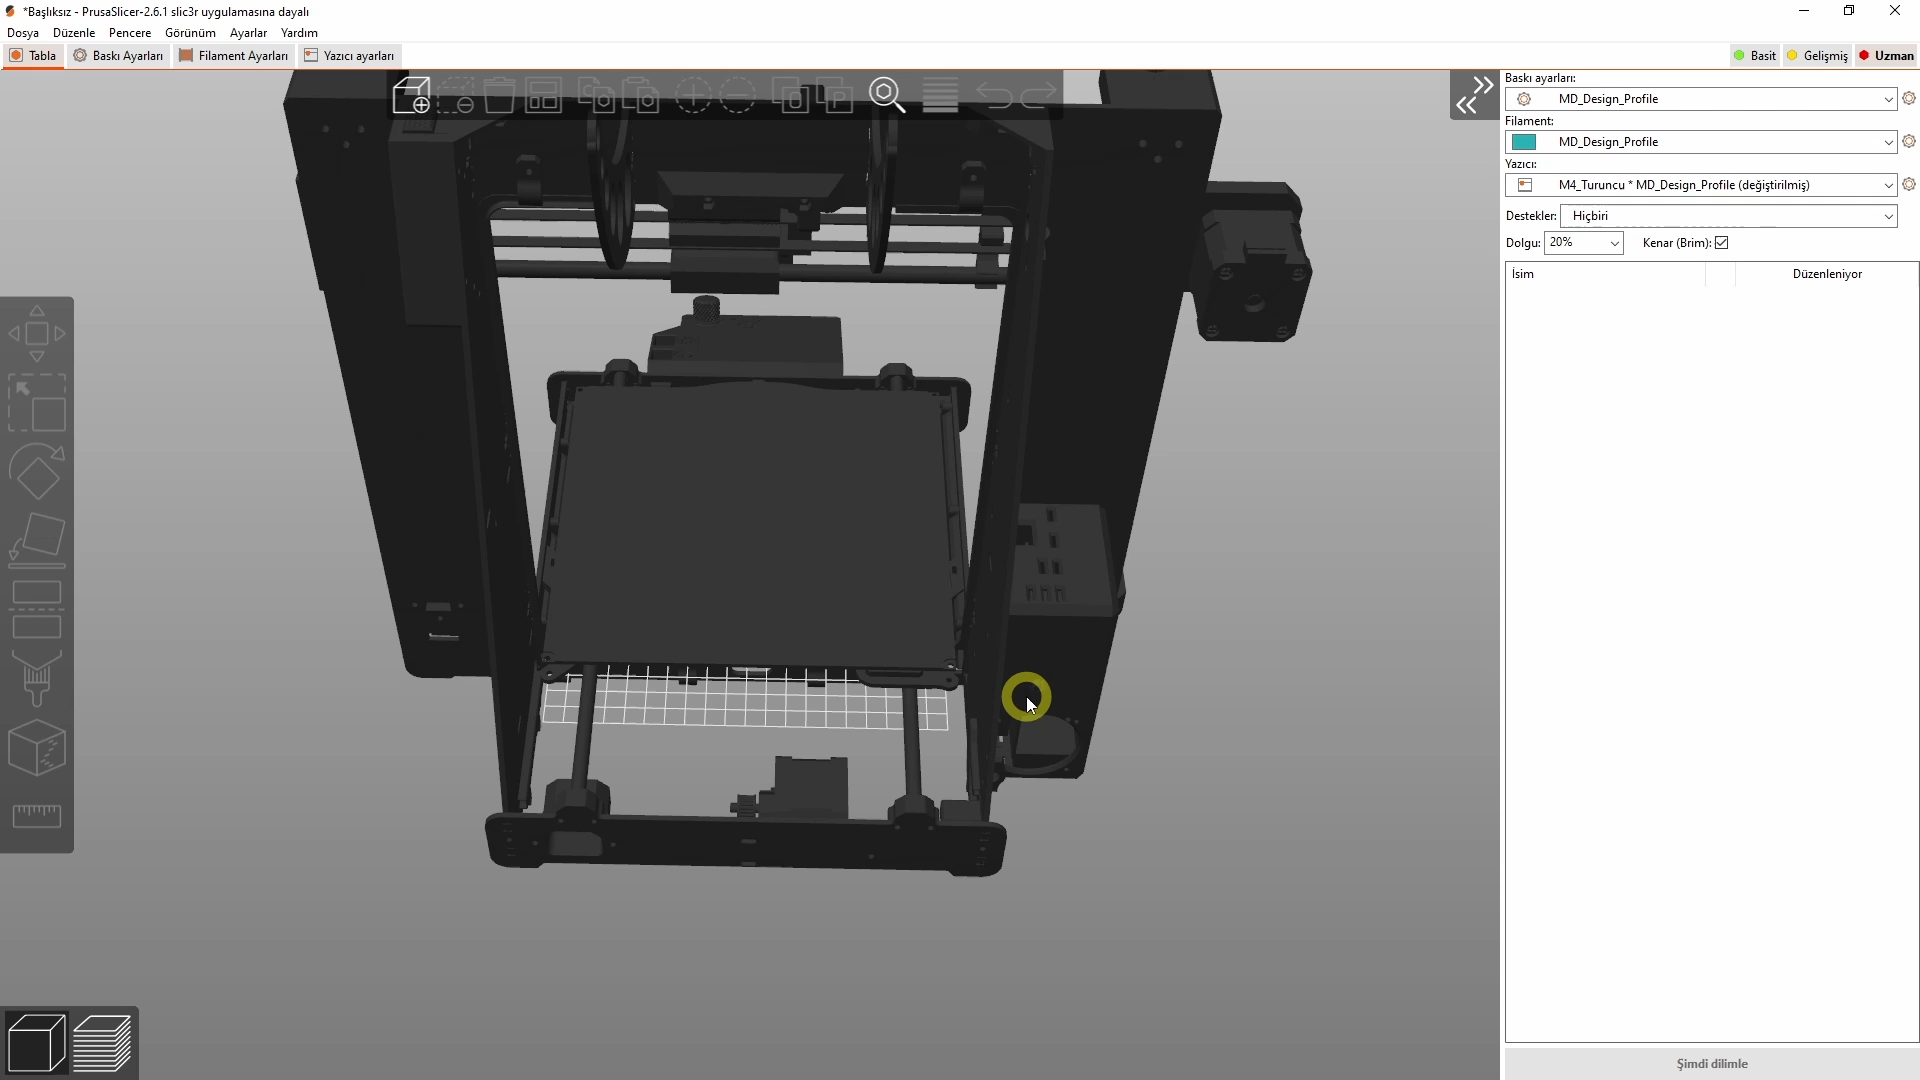 *Başlıksız - PrusaSlicer-2.6.1 slic3r uygulamasına dayalı
Dosya Düzenle Pencere Görünüm Ayarlar Yardım
Tabla Baskı Ayarları Filament Ayarları Yazıcı ayarları Basit Gelişmiş Uzman
Baskı ayarları:
MD_Design_Profile
Filament:
MD_Design_Profile
Yazıcı:
M4_Turuncu * MD_Design_Profile (değiştirilmiş)
Destekler: Hiçbiri
Dolgu: 20% Kenar (Brim):
İsim Düzenleniyor
Şimdi dilimle